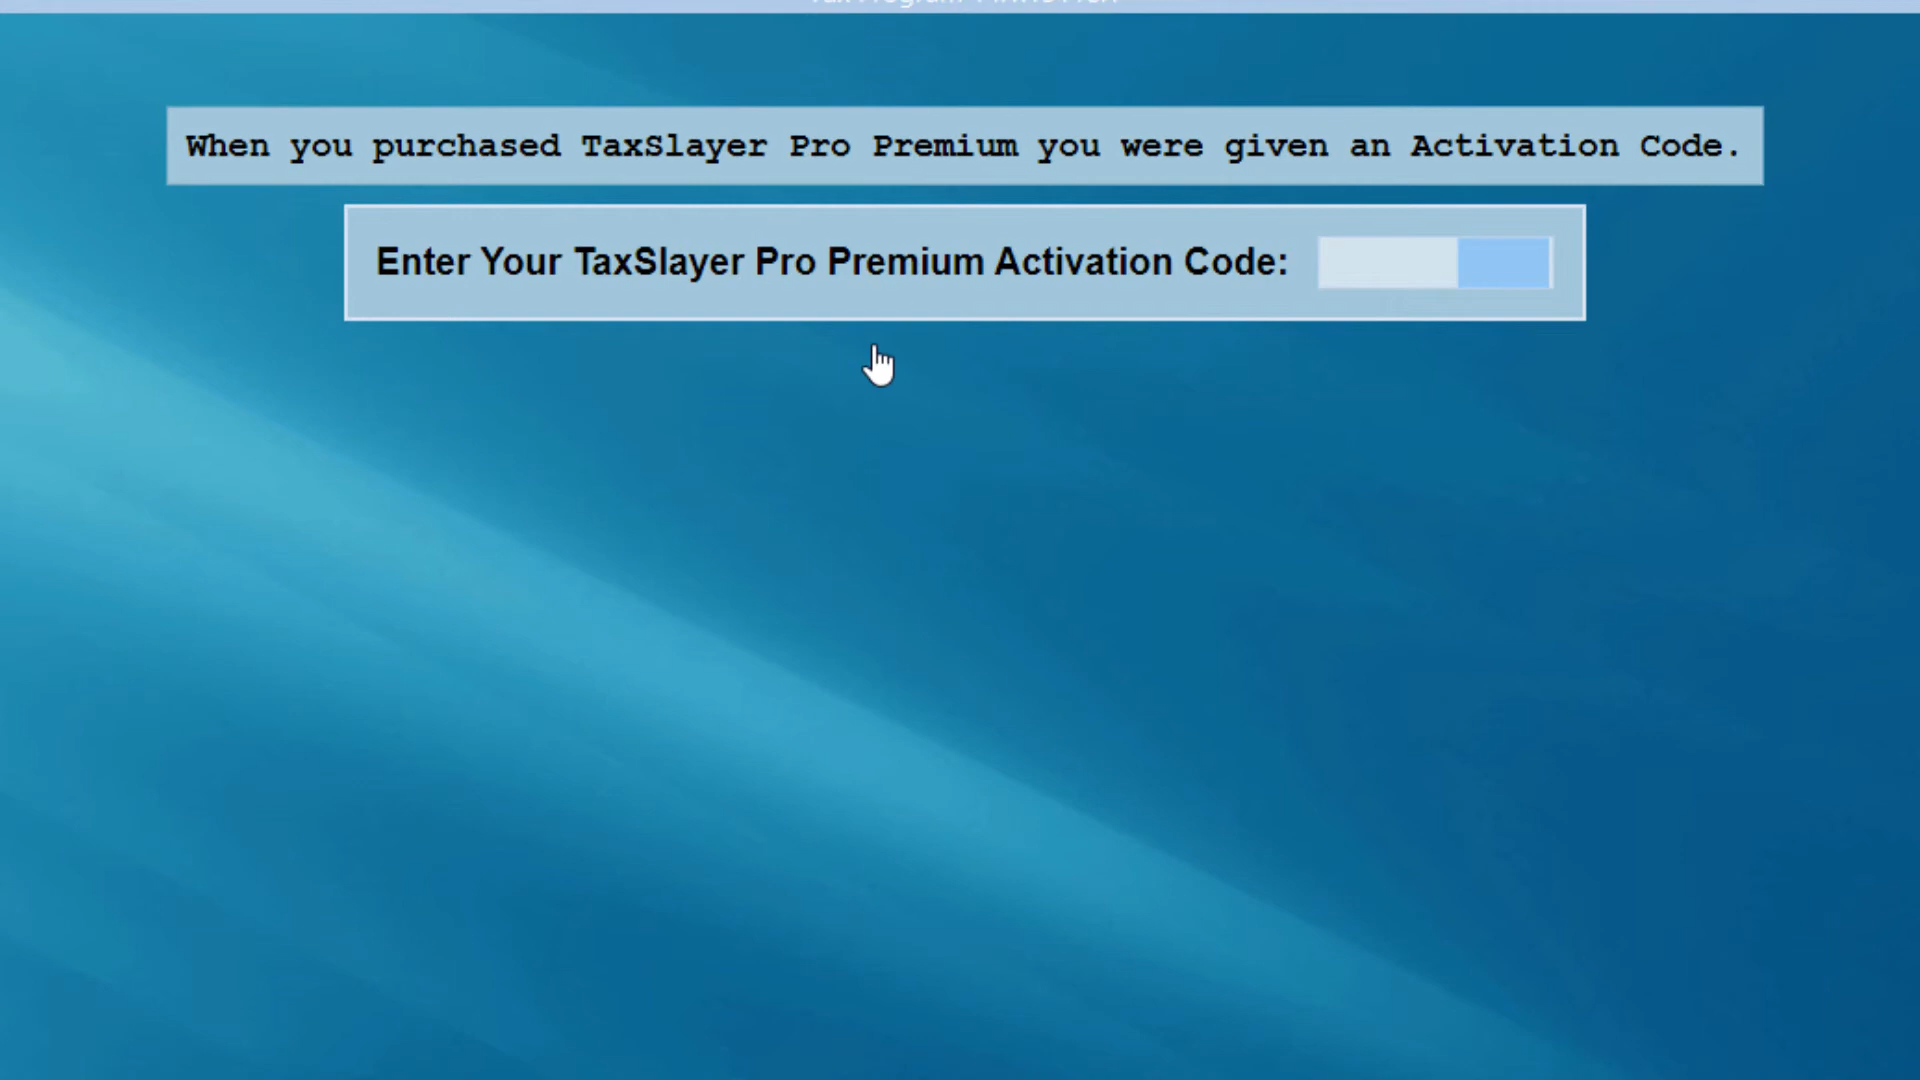 When you purchased TaxSlayer Pro Premium you were given an Activation Code.
Enter Your TaxSlayer Pro Premium Activation Code: